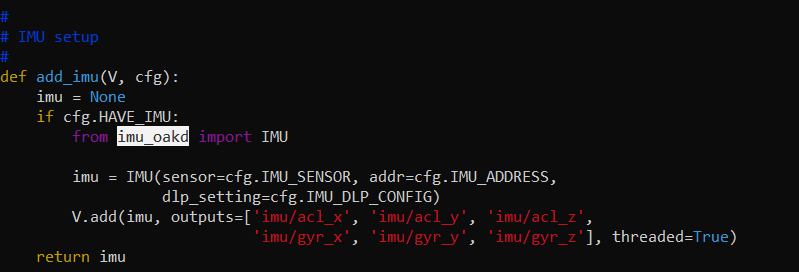 #
# IMU setup
#
def add_imu(V, cfg):
    imu = None
    if cfg.HAVE_IMU:
        from imu_oakd import IMU

        imu = IMU(sensor=cfg.IMU_SENSOR, addr=cfg.IMU_ADDRESS,
                  dlp_setting=cfg.IMU_DLP_CONFIG)
        V.add(imu, outputs=['imu/acl_x', 'imu/acl_y', 'imu/acl_z',
                            'imu/gyr_x', 'imu/gyr_y', 'imu/gyr_z'], threaded=True)
    return imu